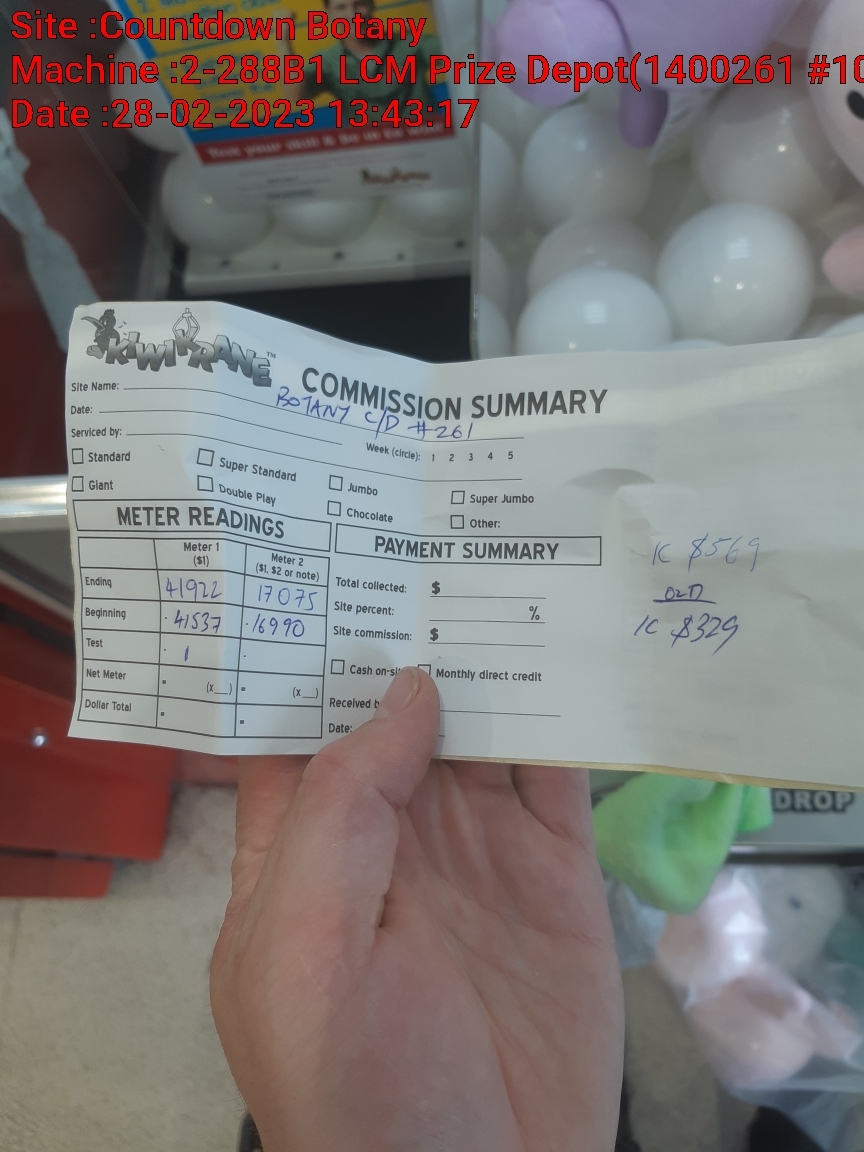 Site :Countdown Botany
Machine :2-288B1 LCM Prize Depot(1400261 #10
Date :28-02-2023 13:43:17
KIWI KRANE™
COMMISSION SUMMARY
Site Name:
BOTANY C/D #261
Date:
Serviced by:
Week (circle): 1 2 3 4 5
Standard
Super Standard
Jumbo
Super Jumbo
Giant
Double Play
Chocolate
Other:
METER READINGS
Meter 1 ($1)
Meter 2 ($1, $2 or note)
Ending 41922 17075
Beginning 41537 16990
Test 1
Net Meter (x__) (x__)
Dollar Total
PAYMENT SUMMARY
Total collected: $
Site percent: %
Site commission: $
Cash on-si
Monthly direct credit
Received b
Date:
IC $569
OLD
IC $329
DROP